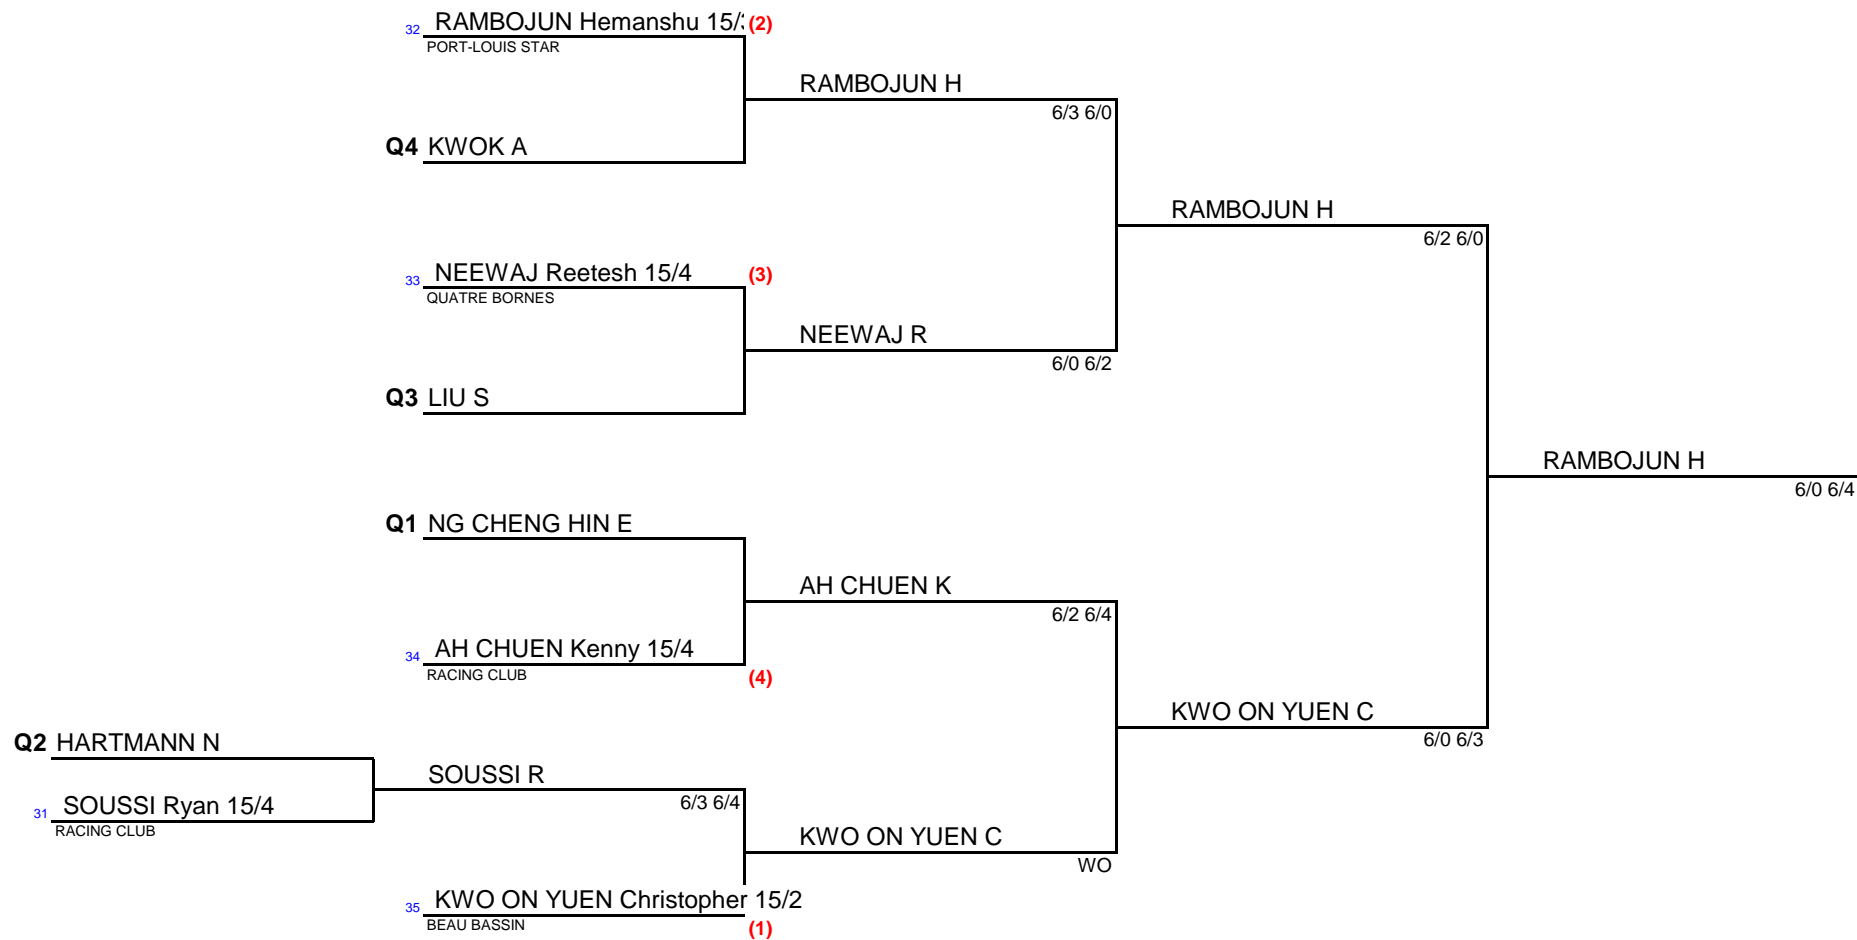 32 RAMBOJUN Hemanshu 15/ (2)
PORT-LOUIS STAR
RAMBOJUN H
6/3 6/0
Q4 KWOK A
RAMBOJUN H
6/2 6/0
33 NEEWAJ Reetesh 15/4 (3)
QUATRE BORNES
NEEWAJ R
6/0 6/2
Q3 LIU S
RAMBOJUN H
6/0 6/4
Q1 NG CHENG HIN E
AH CHUEN K
6/2 6/4
34 AH CHUEN Kenny 15/4
RACING CLUB (4)
KWO ON YUEN C
6/0 6/3
Q2 HARTMANN N
SOUSSI R
6/3 6/4
31 SOUSSI Ryan 15/4
RACING CLUB
KWO ON YUEN C
WO
35 KWO ON YUEN Christopher 15/2
BEAU BASSIN (1)